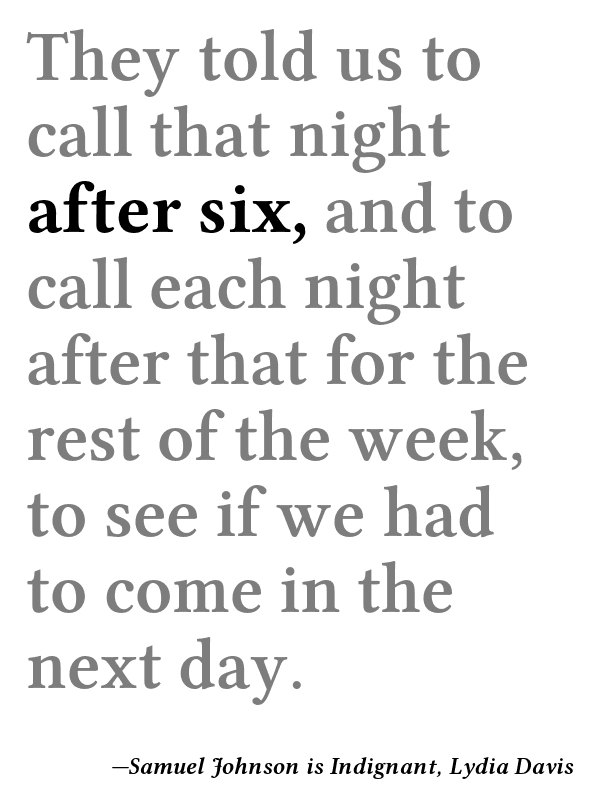 They told us to
call that night
after six, and to
call each night
after that for the
rest of the week,
to see if we had
to come in the
next day.
—Samuel Johnson is Indignant, Lydia Davis